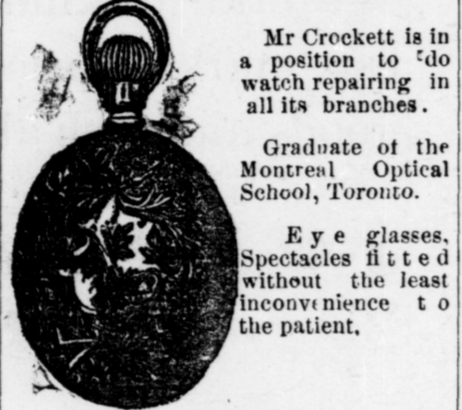 Mr Crockett is in
a position to do
watch repairing in
all its branches.
Graduate of the
Montreal Optical
School, Toronto.
Eye glasses,
Spectacles fitted
without the least
inconvenience to
the patient,